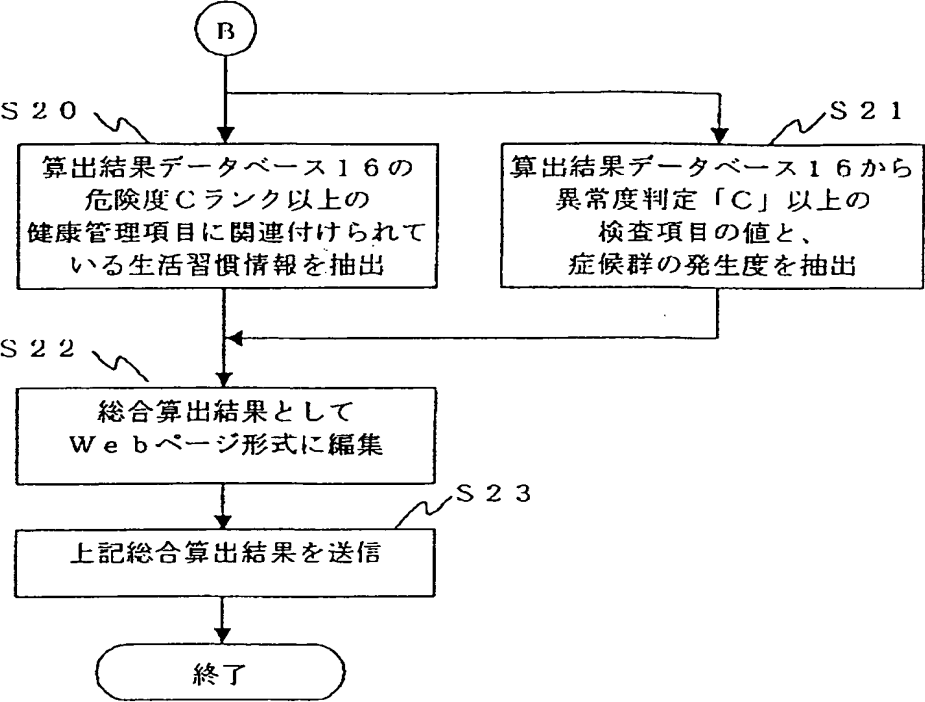 B
S20
算出結果データベース16の
危険度Cランク以上の
健康管理項目に関連付けられて
いる生活習慣情報を抽出
S21
算出結果データベース16から
異常度判定「C」以上の
検査項目の値と、
症候群の発生度を抽出
S22
総合算出結果として
Webページ形式に編集
S23
上記総合算出結果を送信
終了